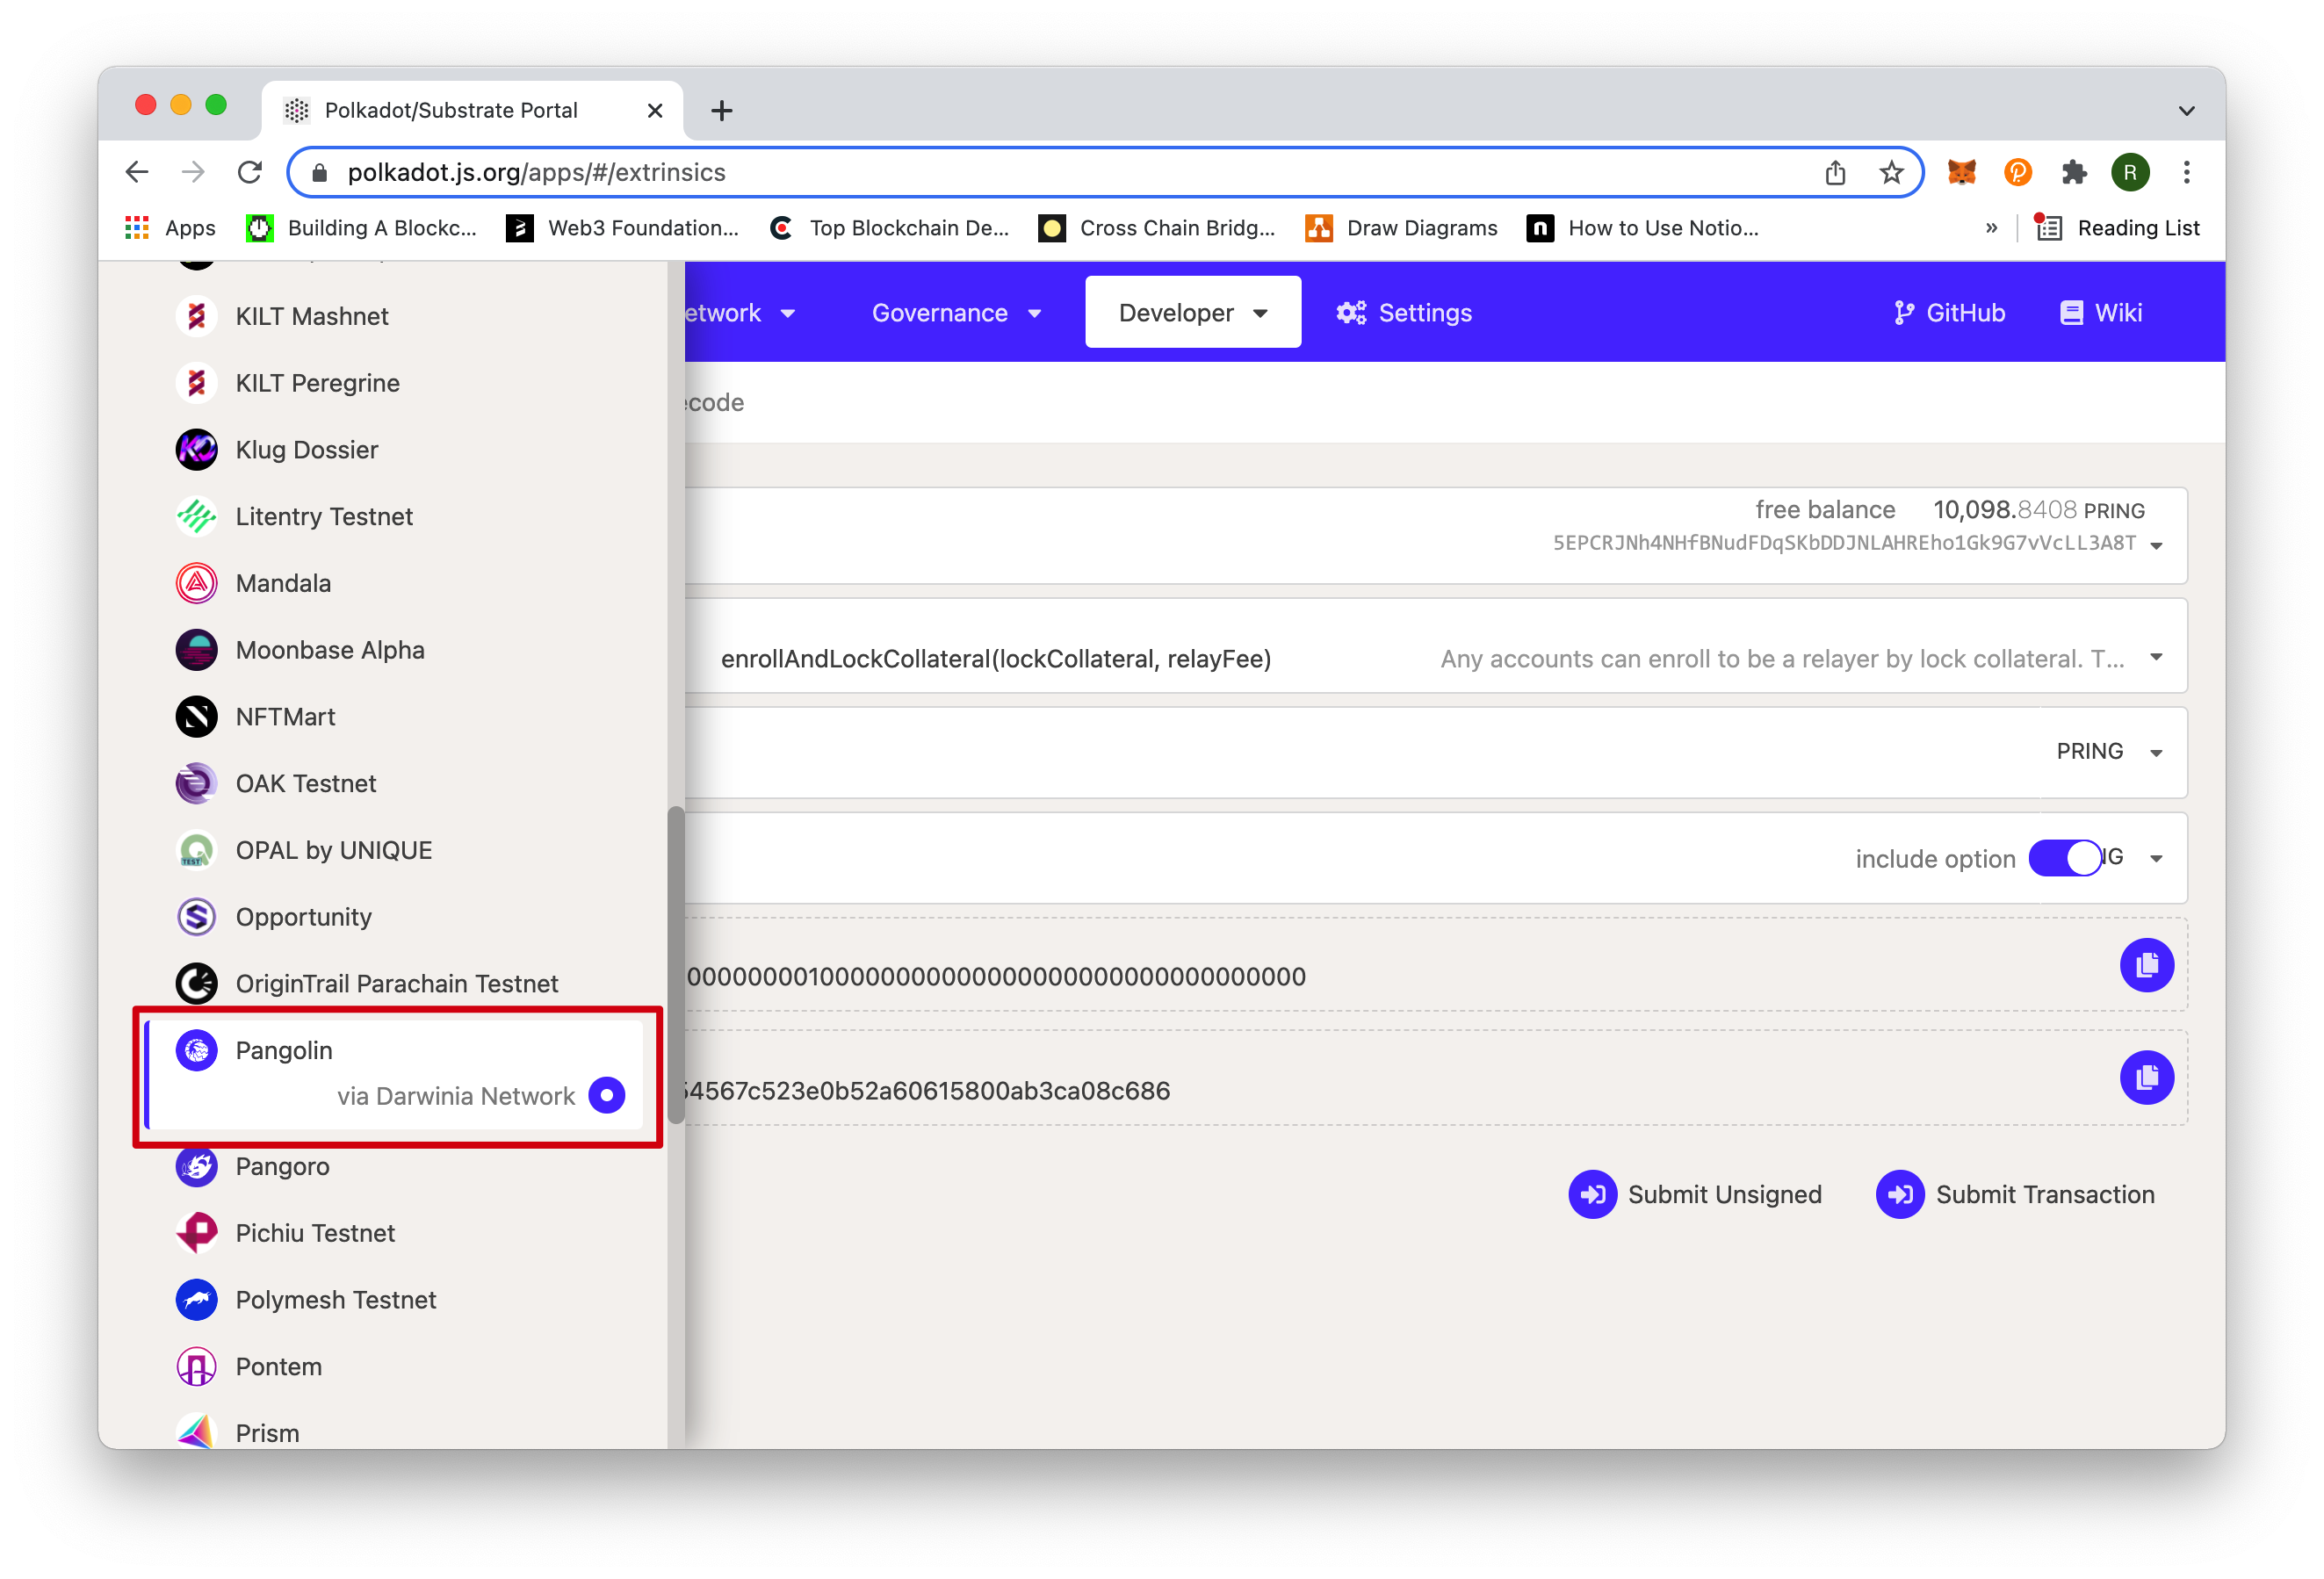 Polkadot/Substrate Portal
polkadot.js.org/apps/#/extrinsics
R
Apps
Building A Blockc...
Web3 Foundation...
Top Blockchain De...
Cross Chain Bridg...
Draw Diagrams
How to Use Notio...
»
Reading List
KILT Mashnet
KILT Peregrine
Klug Dossier
Litentry Testnet
Mandala
Moonbase Alpha
NFTMart
OAK Testnet
OPAL by UNIQUE
Opportunity
OriginTrail Parachain Testnet
Pangolin
via Darwinia Network
Pangoro
Pichiu Testnet
Polymesh Testnet
Pontem
Prism
etwork
Governance
Developer
Settings
GitHub
Wiki
ecode
free balance 10,098.8408 PRING
5EPCRJNh4NHfBNudFDqSKbDDJNLAHREho1Gk9G7vVcLL3A8T
enrollAndLockCollateral(lockCollateral, relayFee)
Any accounts can enroll to be a relayer by lock collateral. T...
PRING
include option
NG
54567c523e0b52a60615800ab3ca08c686
Submit Unsigned
Submit Transaction